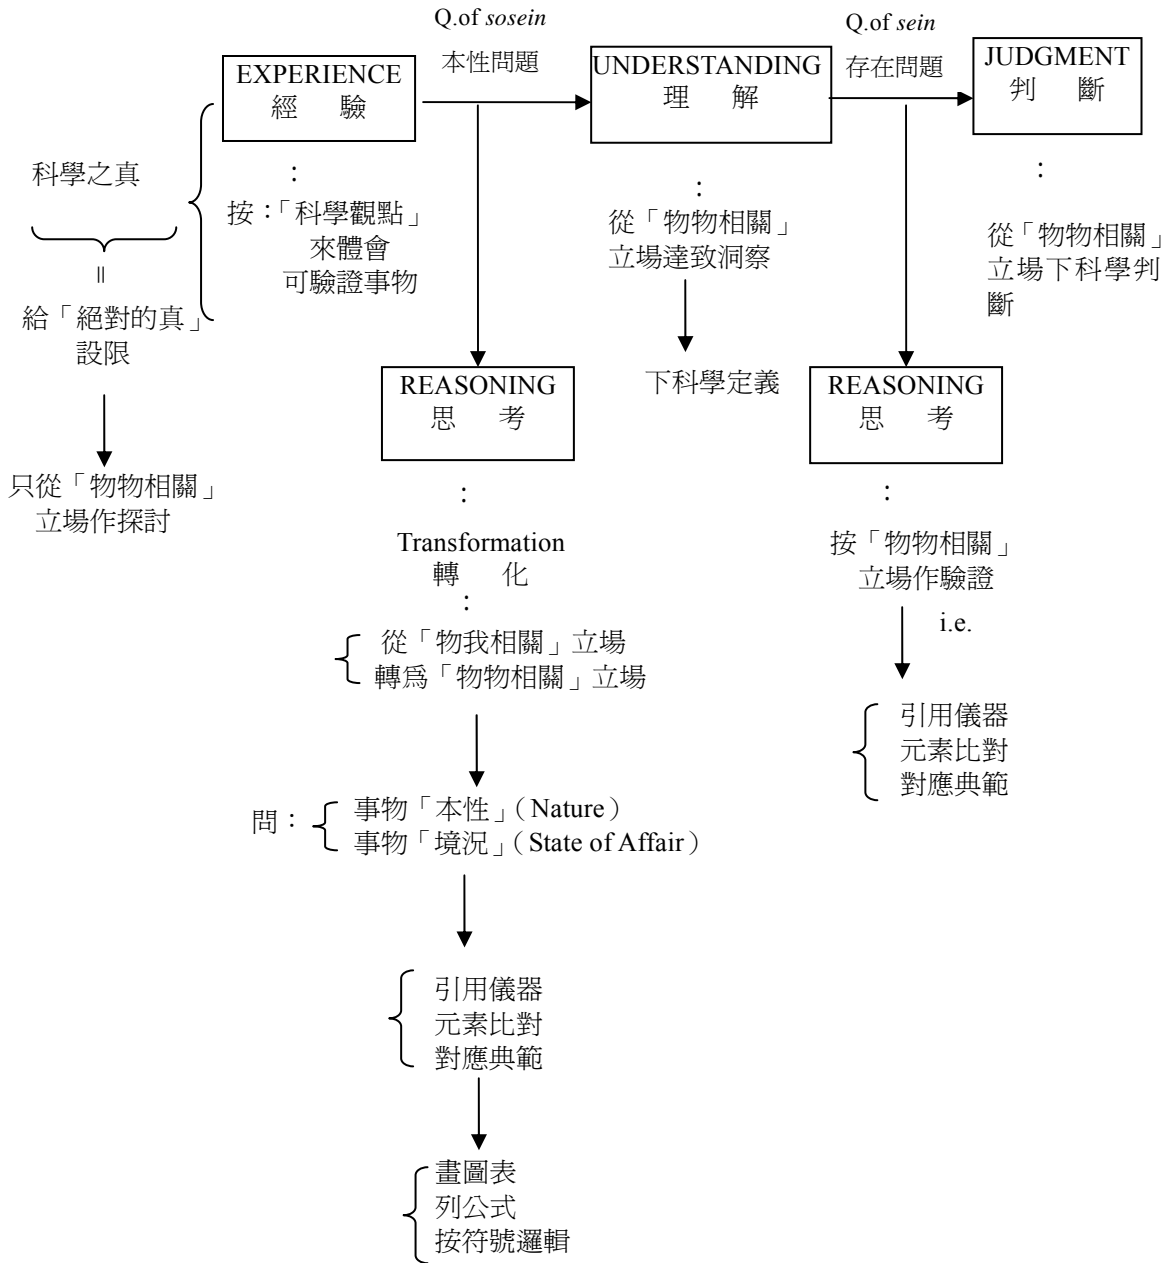 Q.of sosein
本性問題
Q.of sein
存在問題
EXPERIENCE
經 驗
UNDERSTANDING
理 解
JUDGMENT
判 斷
科學之真
॥
給「絕對的真」
設限
只從「物物相關」
立場作探討
：
按：「科學觀點」
來體會
可驗證事物
：
從「物物相關」
立場達致洞察
下科學定義
：
從「物物相關」
立場下科學判
斷
REASONING
思 考
：
Transformation
轉 化
：
從「物我相關」立場
轉爲「物物相關」立場
問：
事物「本性」（Nature）
事物「境況」（State of Affair）
引用儀器
元素比對
對應典範
畫圖表
列公式
按符號邏輯
REASONING
思 考
：
按「物物相關」
立場作驗證
i.e.
引用儀器
元素比對
對應典範